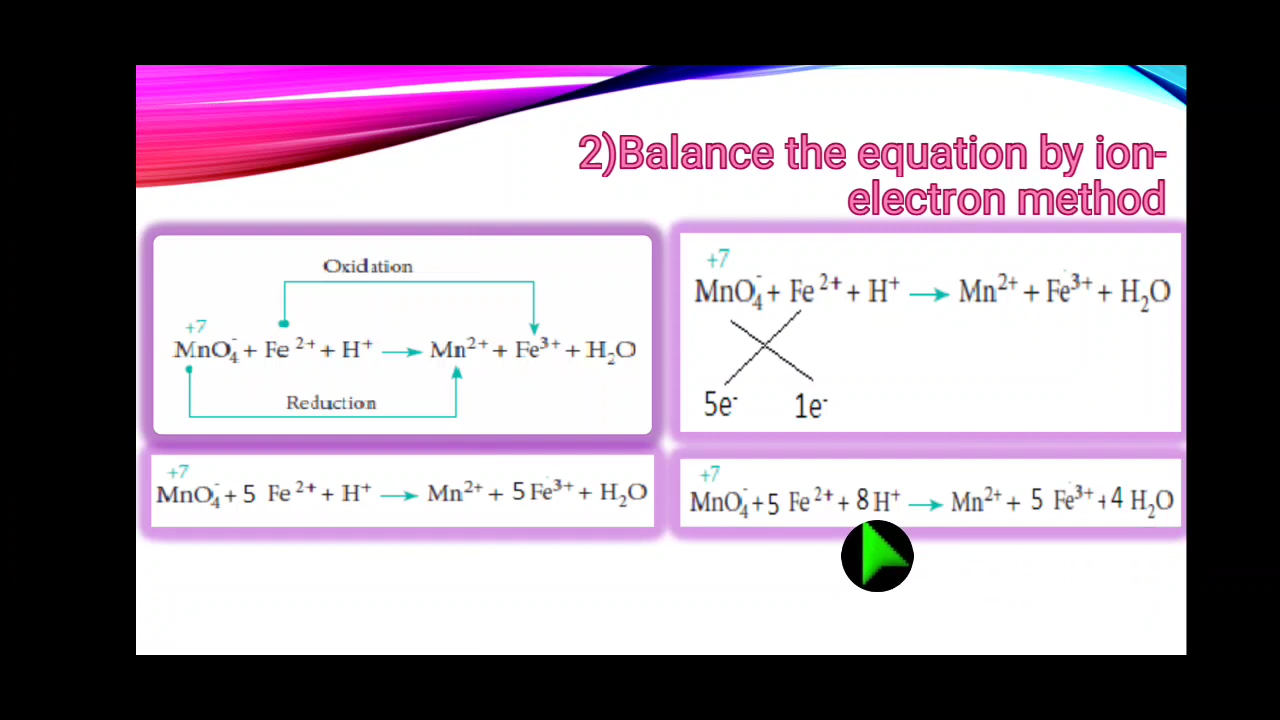 2)Balance the equation by ion-
electron method
Oxidation
+7
MnO₄⁻ + Fe ²⁺ + H⁺ → Mn²⁺ + Fe³⁺ + H₂O
Reduction
+7
MnO₄⁻ + Fe ²⁺ + H⁺ → Mn²⁺ + Fe³⁺ + H₂O
5e⁻ 1e⁻
+7
MnO₄⁻ + 5 Fe ²⁺ + H⁺ → Mn²⁺ + 5 Fe³⁺ + H₂O
+7
MnO₄⁻ + 5 Fe ²⁺ + 8 H⁺ → Mn²⁺ + 5 Fe³⁺ + 4 H₂O